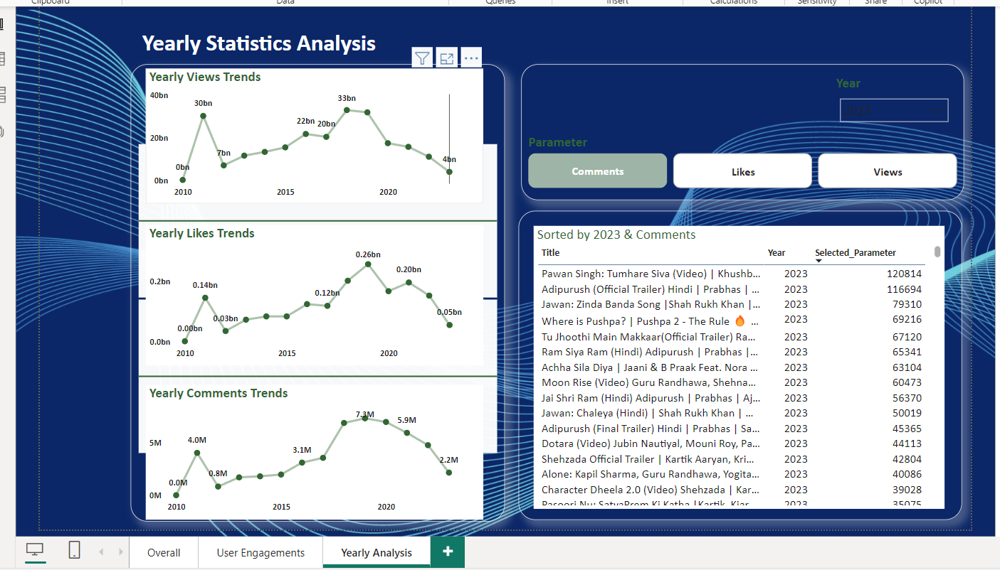 Clipboard
Data
Queries
Insert
Calculations
Sensitivity
Share
Copilot
Yearly Statistics Analysis
Yearly Views Trends
40bn
20bn
0bn
0bn
30bn
7bn
22bn
20bn
33bn
4bn
2010
2015
2020
Yearly Likes Trends
0.2bn
0.0bn
0.00bn
0.14bn
0.03bn
0.12bn
0.26bn
0.20bn
0.05bn
2010
2015
2020
Yearly Comments Trends
5M
0M
0.0M
4.0M
0.8M
3.1M
7.3M
5.9M
2.2M
2010
2015
2020
Year
2023
Parameter
Comments Likes Views
Sorted by 2023 & Comments
Title Year Selected_Parameter
Pawan Singh: Tumhare Siva (Video) | Khushb... 2023 120814
Adipurush (Official Trailer) Hindi | Prabhas | ... 2023 116694
Jawan: Zinda Banda Song |Shah Rukh Khan |... 2023 79310
Where is Pushpa? | Pushpa 2 - The Rule 🔥 ... 2023 69216
Tu Jhoothi Main Makkaar(Official Trailer) Ra... 2023 67120
Ram Siya Ram (Hindi) Adipurush | Prabhas |... 2023 65341
Achha Sila Diya | Jaani & B Praak Feat. Nora ... 2023 63104
Moon Rise (Video) Guru Randhawa, Shehna... 2023 60473
Jai Shri Ram (Hindi) Adipurush | Prabhas | Aj... 2023 56370
Jawan: Chaleya (Hindi) | Shah Rukh Khan | ... 2023 50019
Adipurush (Final Trailer) Hindi | Prabhas | Sa... 2023 45365
Dotara (Video) Jubin Nautiyal, Mouni Roy, Pa... 2023 44113
Shehzada Official Trailer | Kartik Aaryan, Kri... 2023 42804
Alone: Kapil Sharma, Guru Randhawa, Yogita... 2023 40086
Character Dheela 2.0 (Video) Shehzada | Kar... 2023 39028
Pasoori Nu: SatyaPrem Ki Katha |Kartik, Kiar... 2023 35075
Overall
User Engagements
Yearly Analysis